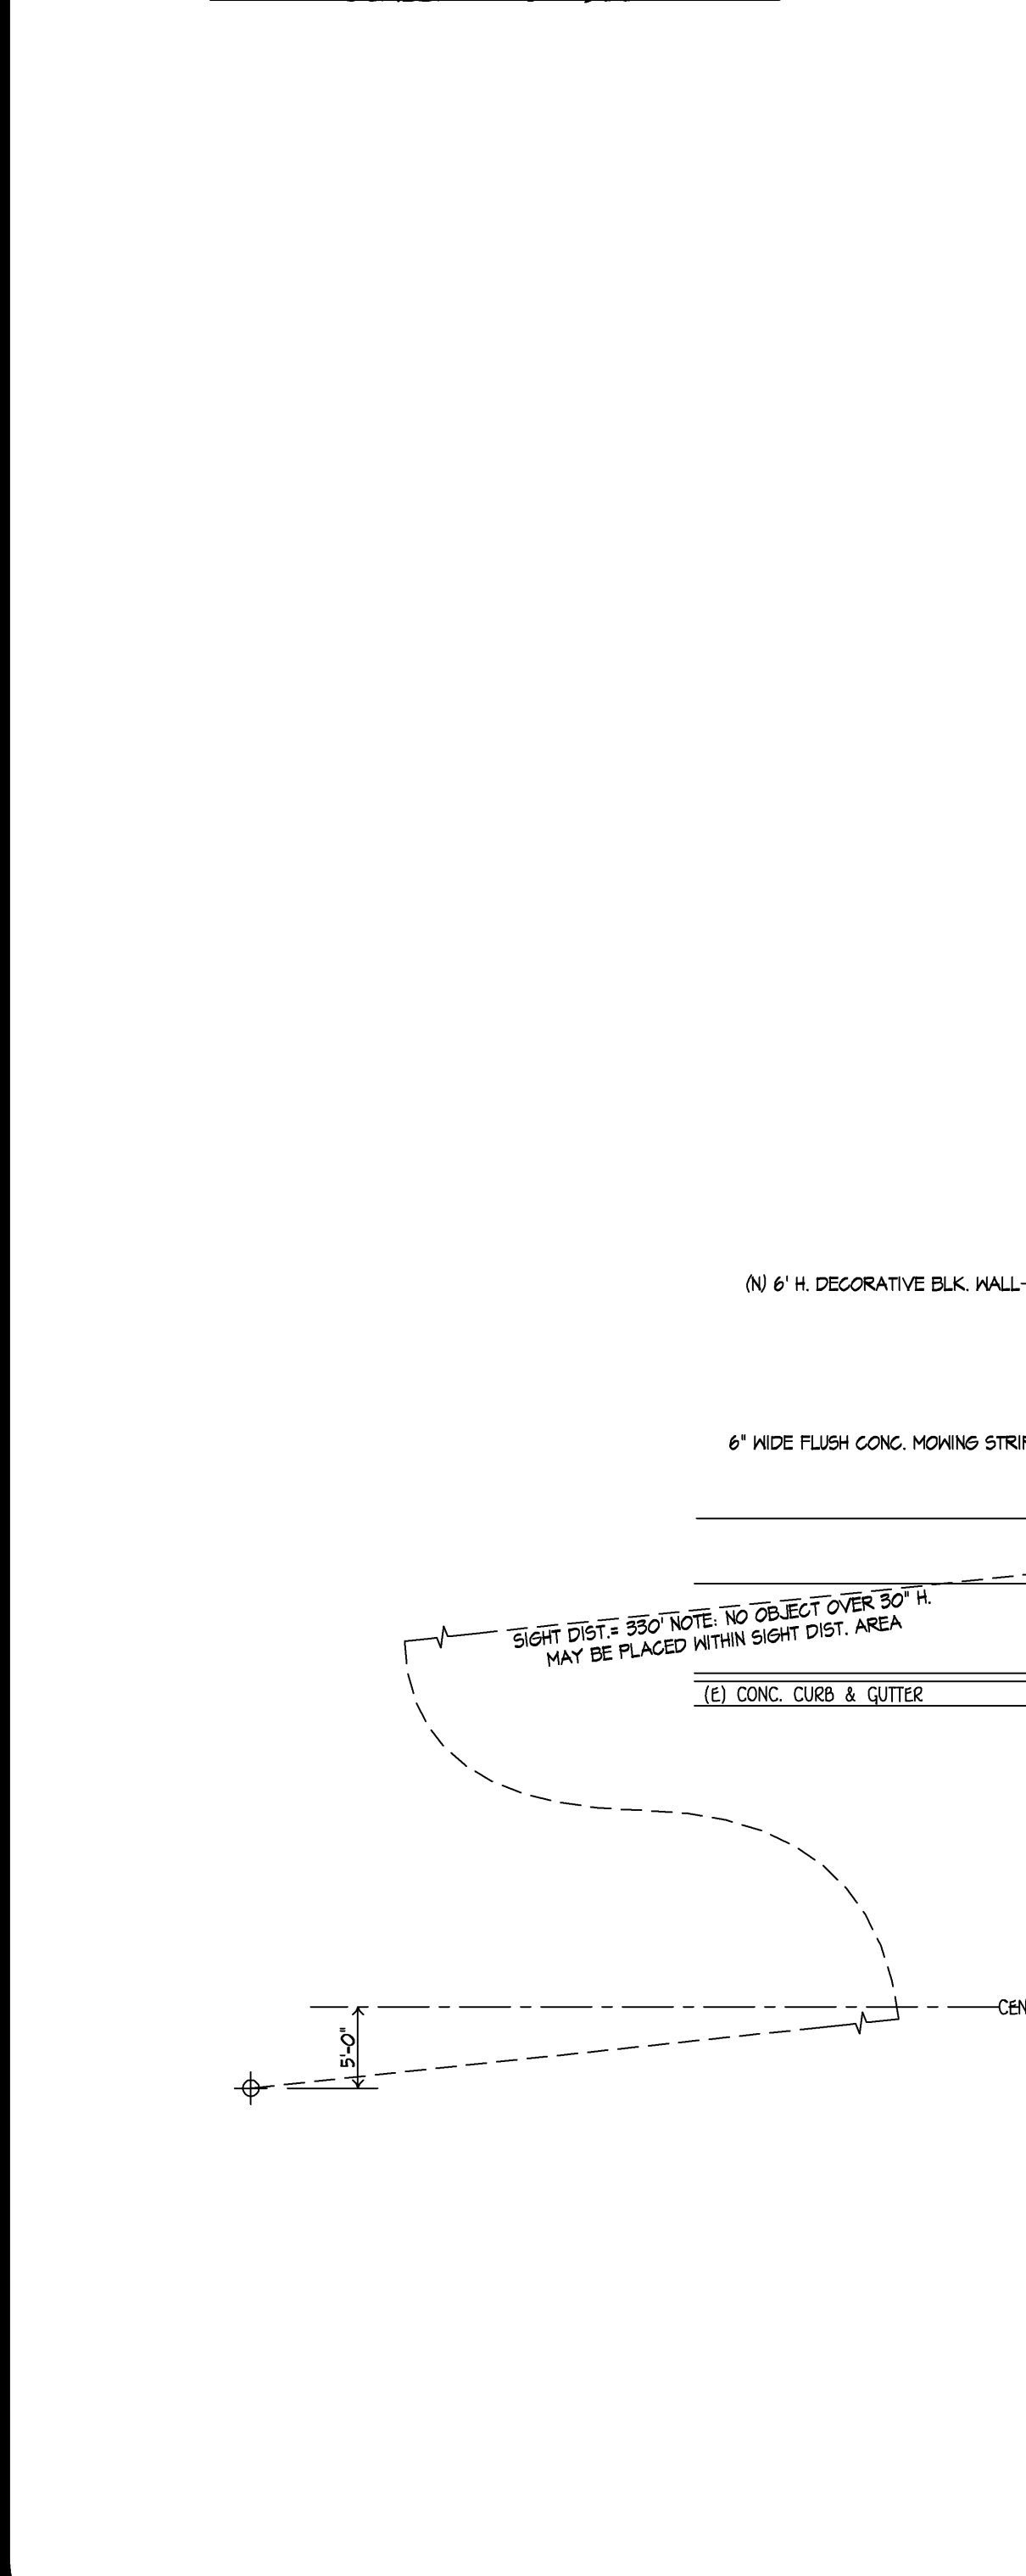 (N) 6' H. DECORATIVE BLK. WALL
6" WIDE FLUSH CONC. MOWING
SIGHT DIST.= 330' NOTE: NO OBJECT OVER 30" H.
MAY BE PLACED WITHIN SIGHT DIST. AREA
(E) CONC. CURB & GUTTER
5'-0"